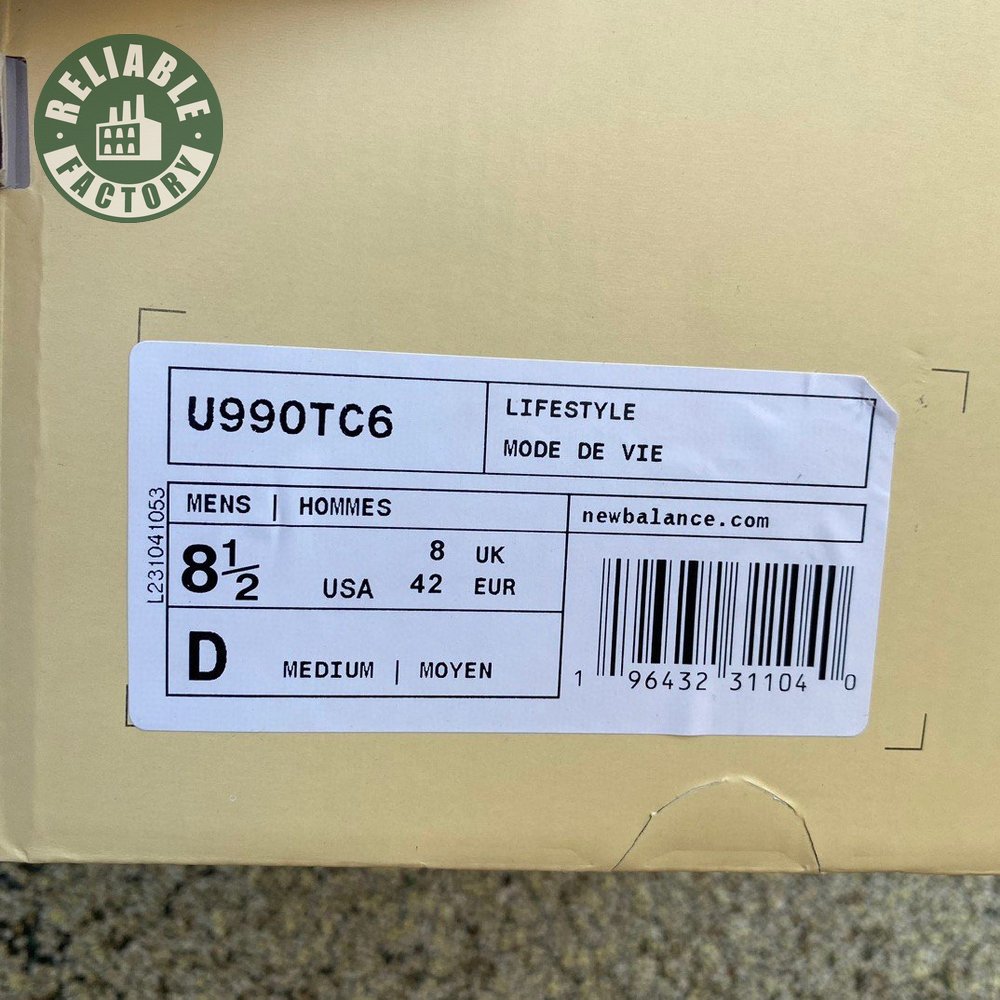 RELIABLE
FACTORY
U990TC6
LIFESTYLE
MODE DE VIE
L231041053
MENS | HOMMES
newbalance.com
8½ USA
8 UK
42 EUR
D MEDIUM | MOYEN
1 96432 31104 0